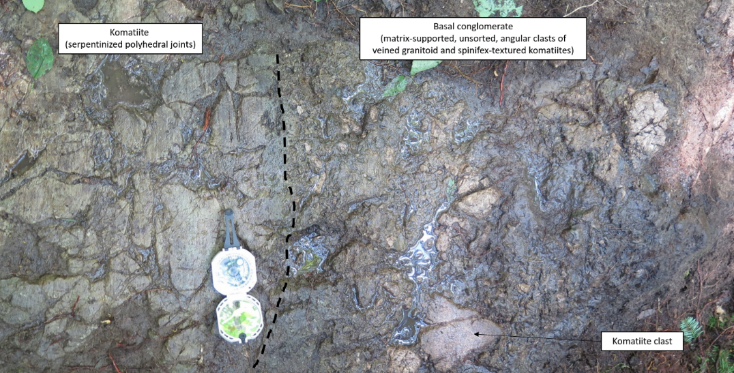 Komatiite
(serpentinized polyhedral joints)
Basal conglomerate
(matrix-supported, unsorted, angular clasts of
veined granitoid and spinifex-textured komatiites)
Komatiite clast